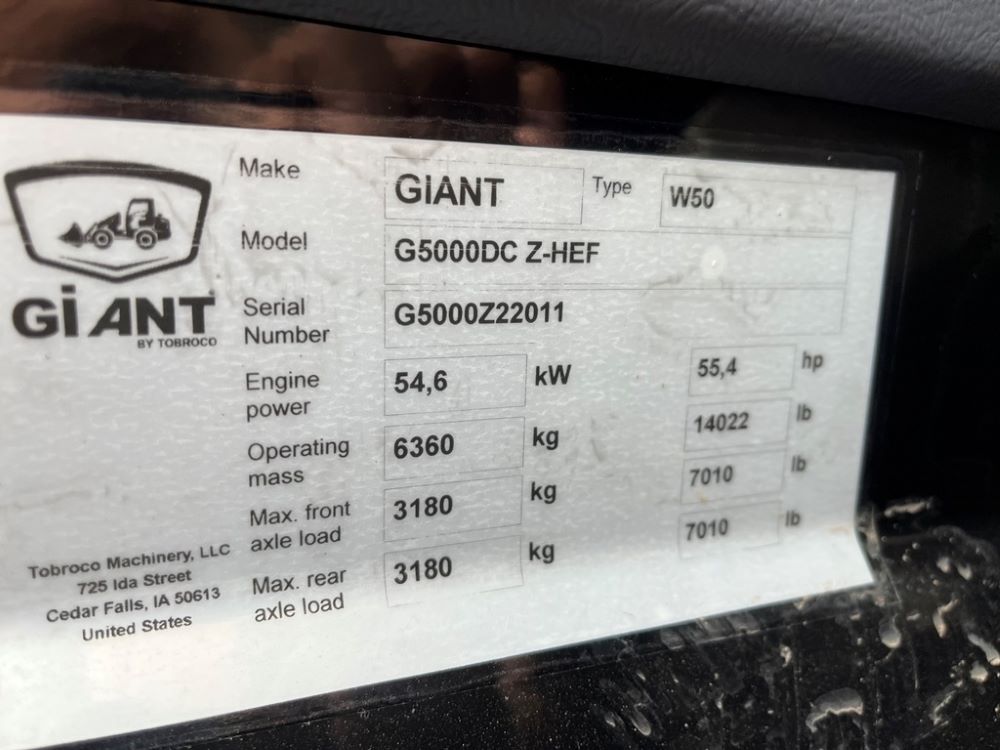 Make GiANT Type W50
Model G5000DC Z-HEF
GiANT
BY TOBROCO
Serial Number G5000Z22011
Engine power 54,6 kW 55,4 hp
Operating mass 6360 kg 14022 lb
Max. front axle load 3180 kg 7010 lb
Max. rear axle load 3180 kg 7010 lb
Tobroco Machinery, LLC
725 Ida Street
Cedar Falls, IA 50613
United States